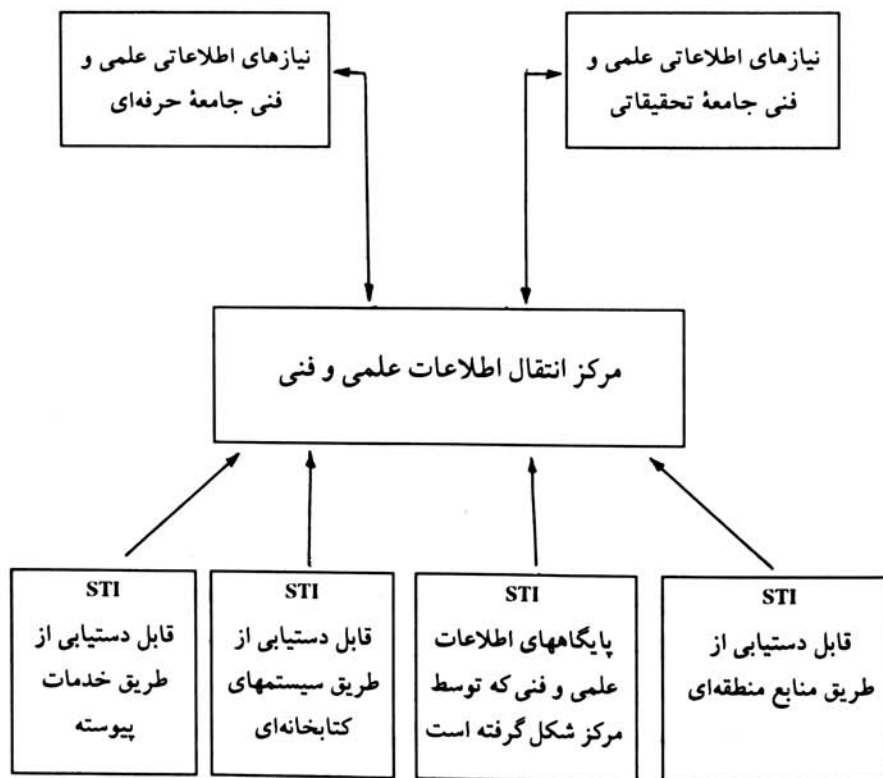 نیازهای اطلاعاتی علمی و
فنی جامعهٔ تحقیقاتی
نیازهای اطلاعاتی علمی و
فنی جامعهٔ حرفه‌ای
مرکز انتقال اطلاعات علمی و فنی
STI
قابل دستیابی از
طریق منابع منطقه‌ای
STI
پایگاههای اطلاعات
علمی و فنی که توسط
مرکز شکل گرفته است
STI
قابل دستیابی از
طریق سیستمهای
کتابخانه‌ای
STI
قابل دستیابی از
طریق خدمات
پیوسته